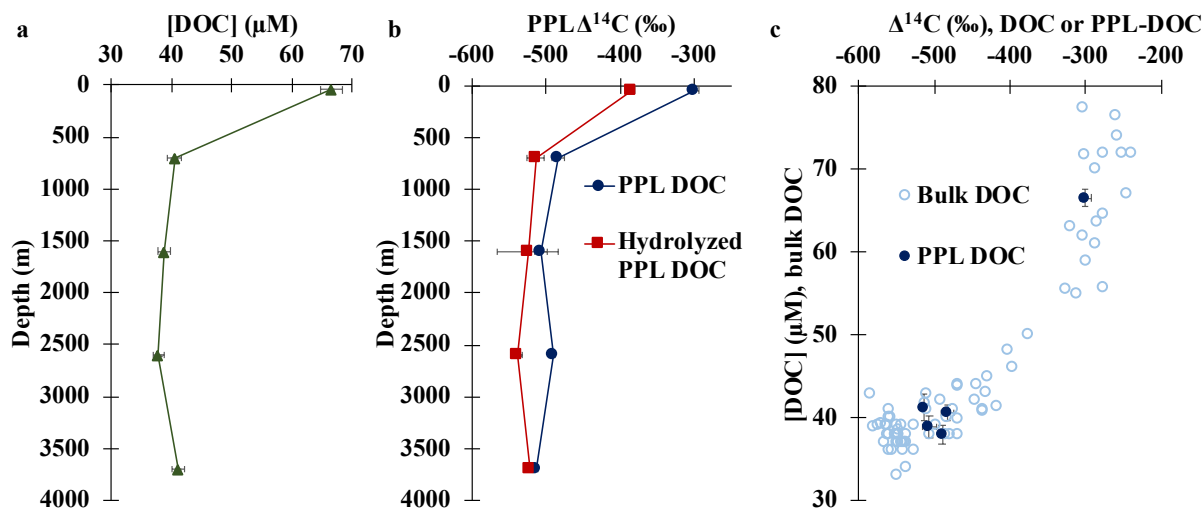 a
[DOC] (μM)
30 40 50 60 70
Depth (m)
0
500
1000
1500
2000
2500
3000
3500
4000
b
PPL Δ¹⁴C (‰)
-600 -500 -400 -300
Depth (m)
0
500
1000
1500
2000
2500
3000
3500
4000
PPL DOC
Hydrolyzed
PPL DOC
c
Δ¹⁴C (‰), DOC or PPL-DOC
-600 -500 -400 -300 -200
[DOC] (μM), bulk DOC
80
70
60
50
40
30
Bulk DOC
PPL DOC